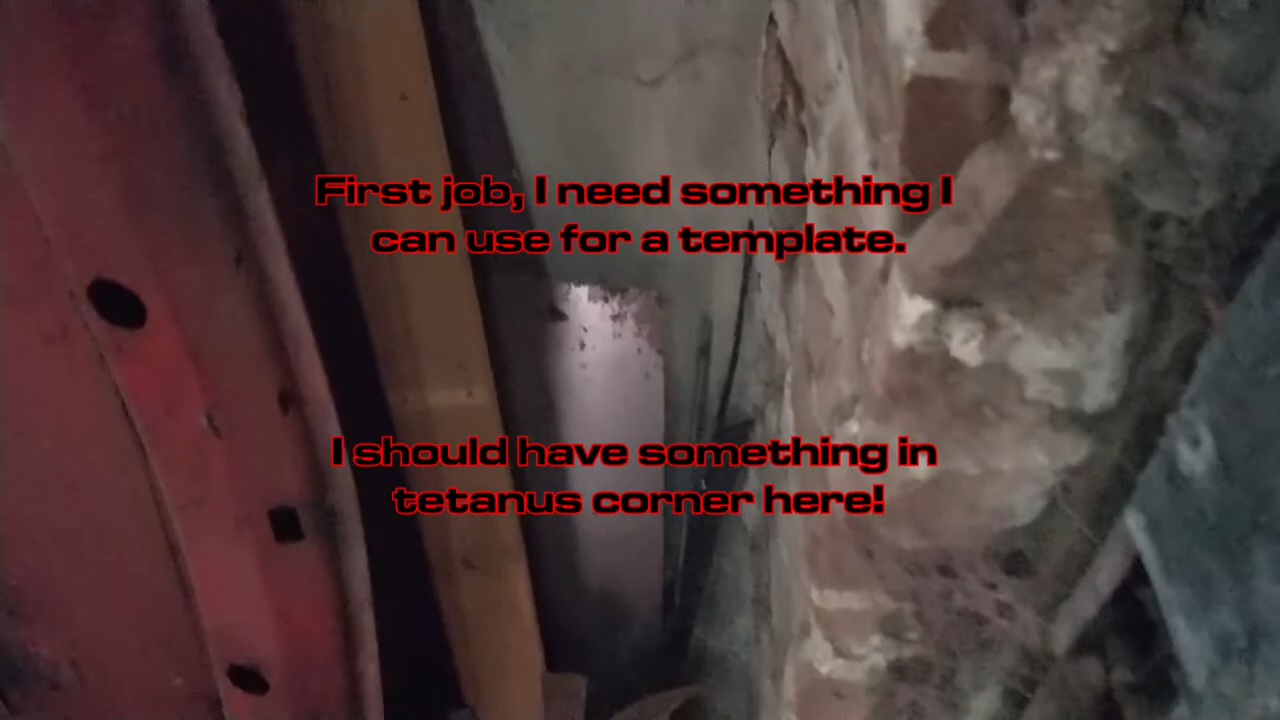 First job, I need something I
can use for a template.
I should have something in
tetanus corner here!